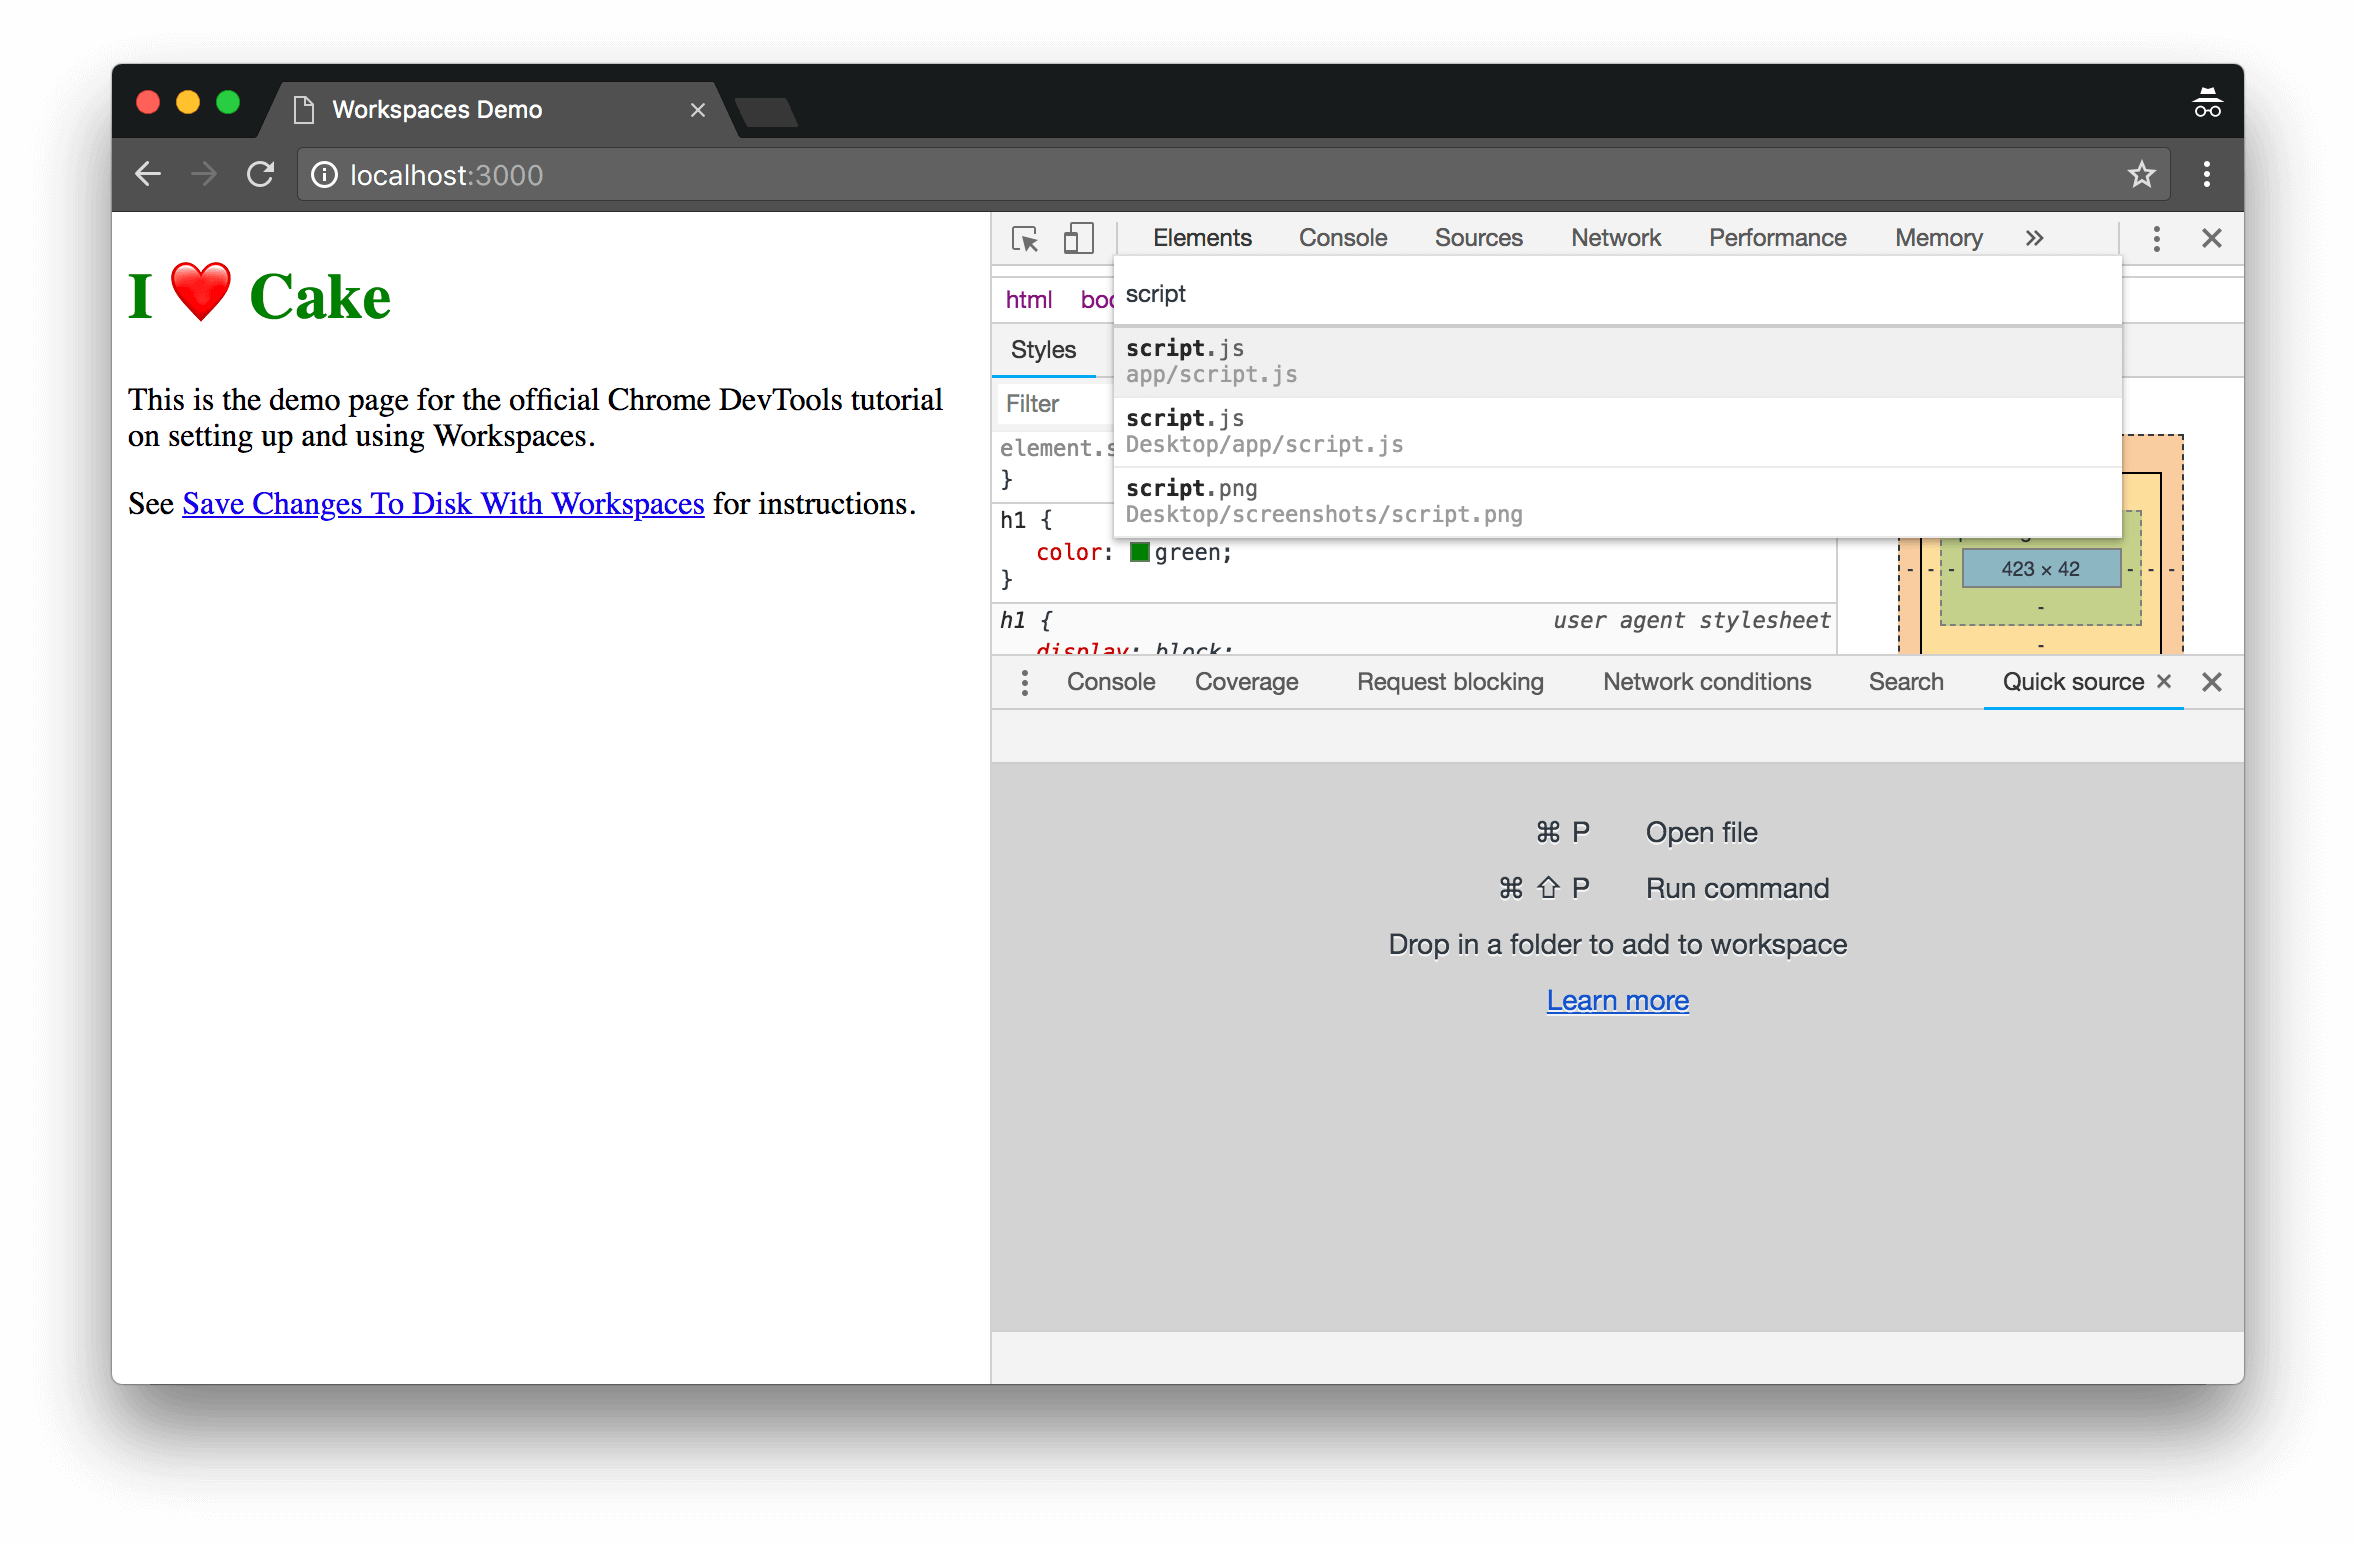 Workspaces Demo
localhost:3000
I ❤️ Cake
This is the demo page for the official Chrome DevTools tutorial
on setting up and using Workspaces.
See Save Changes To Disk With Workspaces for instructions.
Elements Console Sources Network Performance Memory
html
script
script.js
app/script.js
script.js
Desktop/app/script.js
script.png
Desktop/screenshots/script.png
Styles
Filter
}
h1 {
color: green;
}
h1 { user agent stylesheet
display: block;
- - - 423 × 42 - - -
-
-
Console Coverage Request blocking Network conditions Search Quick source
⌘ P Open file
⌘ ⇧ P Run command
Drop in a folder to add to workspace
Learn more